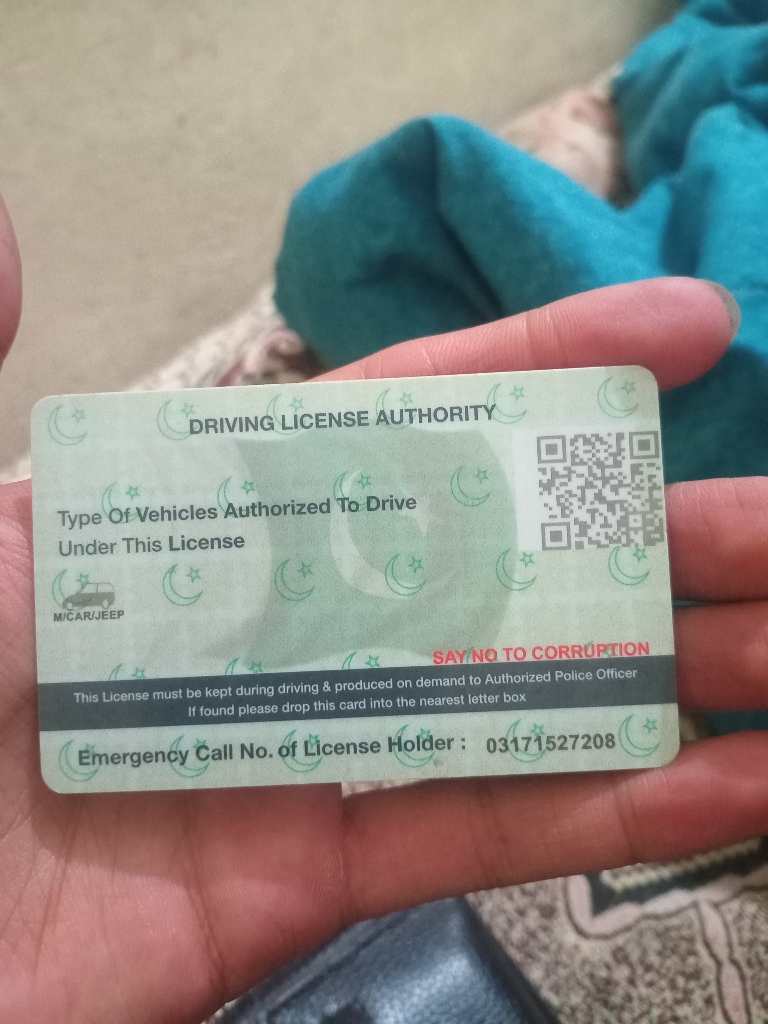 DRIVING LICENSE AUTHORITY
Type Of Vehicles Authorized To Drive
Under This License
M/CAR/JEEP
SAY NO TO CORRUPTION
This License must be kept during driving & produced on demand to Authorized Police Officer
If found please drop this card into the nearest letter box
Emergency Call No. of License Holder : 03171527208